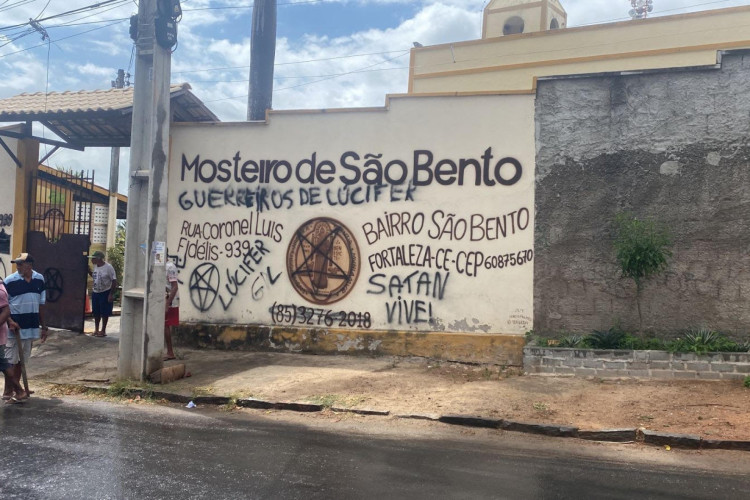 Mosteiro de São Bento
GUERREIROS DE LÚCIFER
RUA CORONEL LUIS
FIDÉLIS-939
BAIRRO SÃO BENTO
FORTALEZA-CE-CEP 60875670
LÚCIFER
SATAN
VIVE!
(85) 3276-2018